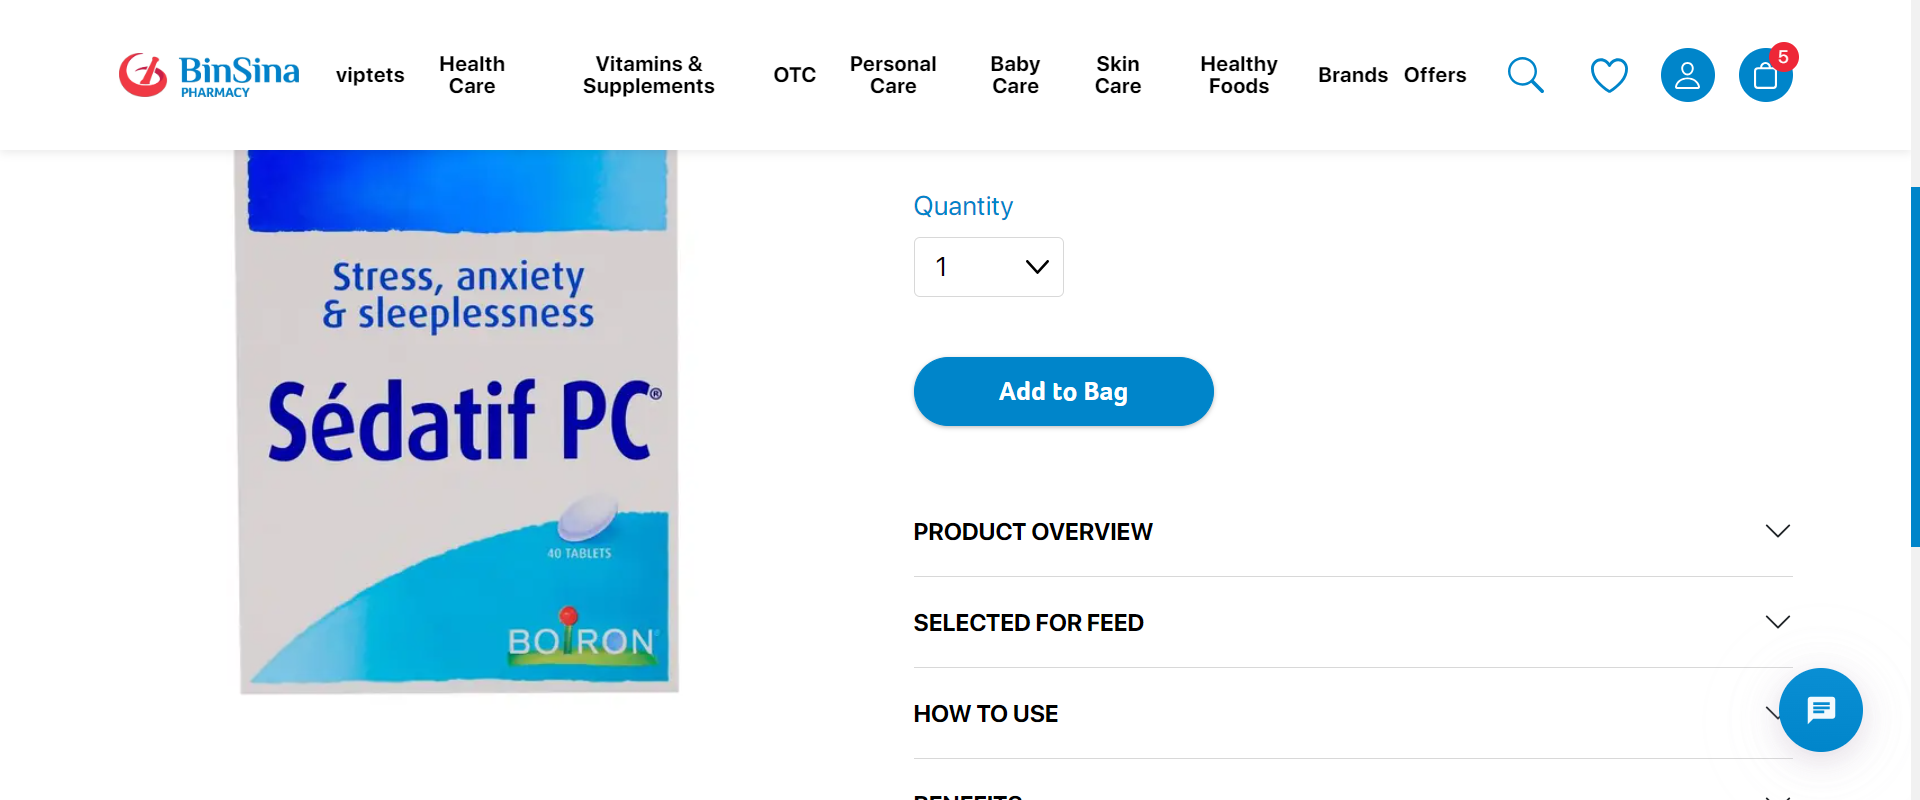 BinSina
PHARMACY
viptets
Health
Care
Vitamins &
Supplements
OTC
Personal
Care
Baby
Care
Skin
Care
Healthy
Foods
Brands
Offers
5
Stress, anxiety
& sleeplessness
Sédatif PC®
40 TABLETS
BOIRON®
Quantity
1
Add to Bag
PRODUCT OVERVIEW
SELECTED FOR FEED
HOW TO USE
BENEFITS